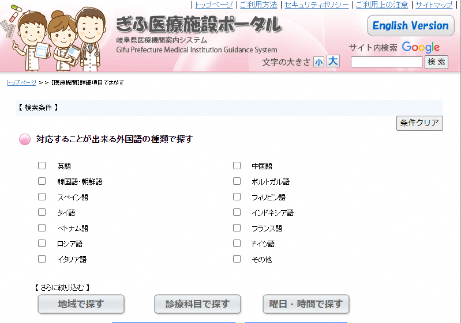 | トップページ | ご利用方法 | セキュリティポリシー | ご利用上の注意 | サイトマップ |
ぎふ医療施設ポータル
岐阜県医療機関案内システム
Gifu Prefecture Medical Institution Guidance System
English Version
サイト内検索 Google
文字の大きさ 小 大
検索
トップページ >> [医療機関]詳細項目でさがす
【 検索条件 】
条件クリア
対応することが出来る外国語の種類で探す
英語
中国語
韓国語・朝鮮語
ポルトガル語
スペイン語
フィリピン語
タイ語
インドネシア語
ベトナム語
フランス語
ロシア語
ドイツ語
イタリア語
その他
【 さらに絞り込む 】
地域で探す
診療科目で探す
曜日・時間で探す